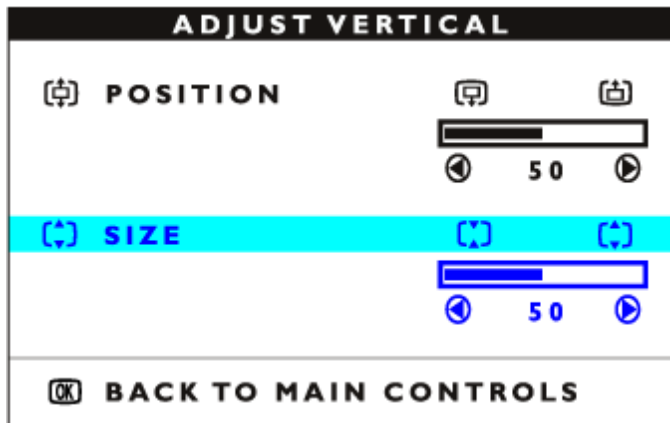 ADJUST VERTICAL
POSITION
50
SIZE
50
OK BACK TO MAIN CONTROLS